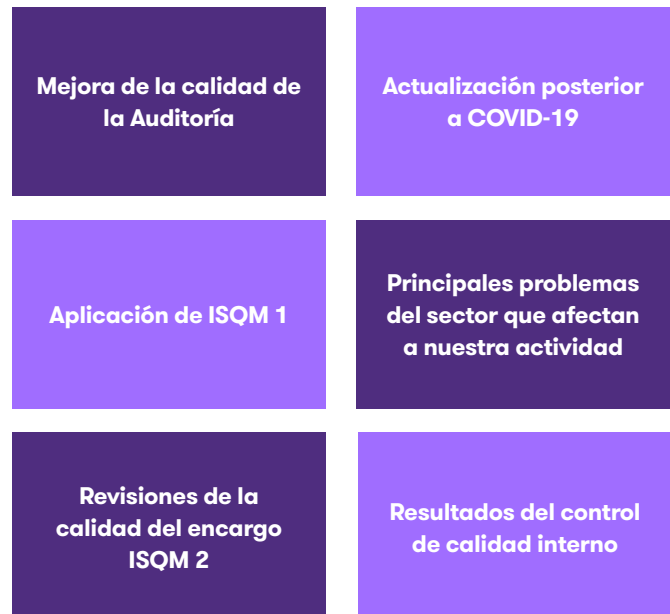 Mejora de la calidad de
la Auditoría
Actualización posterior
a COVID-19
Aplicación de ISQM 1
Principales problemas
del sector que afectan
a nuestra actividad
Revisiones de la
calidad del encargo
ISQM 2
Resultados del control
de calidad interno